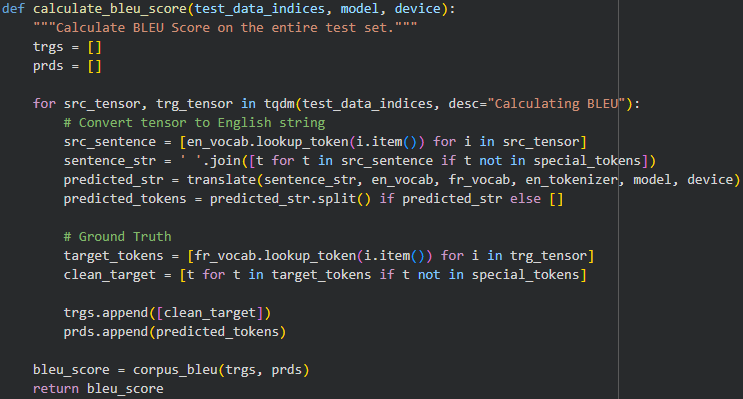 def calculate_bleu_score(test_data_indices, model, device):
    """Calculate BLEU Score on the entire test set."""
    trgs = []
    prds = []

    for src_tensor, trg_tensor in tqdm(test_data_indices, desc="Calculating BLEU"):
        # Convert tensor to English string
        src_sentence = [en_vocab.lookup_token(i.item()) for i in src_tensor]
        sentence_str = ' '.join([t for t in src_sentence if t not in special_tokens])
        predicted_str = translate(sentence_str, en_vocab, fr_vocab, en_tokenizer, model, device)
        predicted_tokens = predicted_str.split() if predicted_str else []

        # Ground Truth
        target_tokens = [fr_vocab.lookup_token(i.item()) for i in trg_tensor]
        clean_target = [t for t in target_tokens if t not in special_tokens]

        trgs.append([clean_target])
        prds.append(predicted_tokens)

    bleu_score = corpus_bleu(trgs, prds)
    return bleu_score